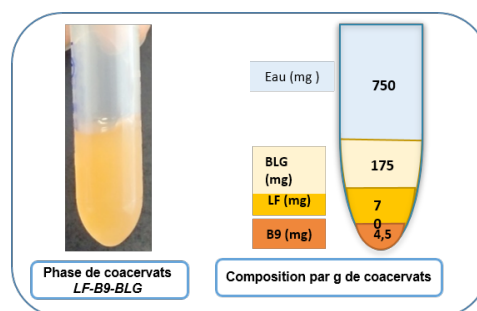 Eau (mg )
750
BLG
(mg)
175
LF (mg)
7
0
B9 (mg)
4,5
Phase de coacervats
LF-B9-BLG
Composition par g de coacervats